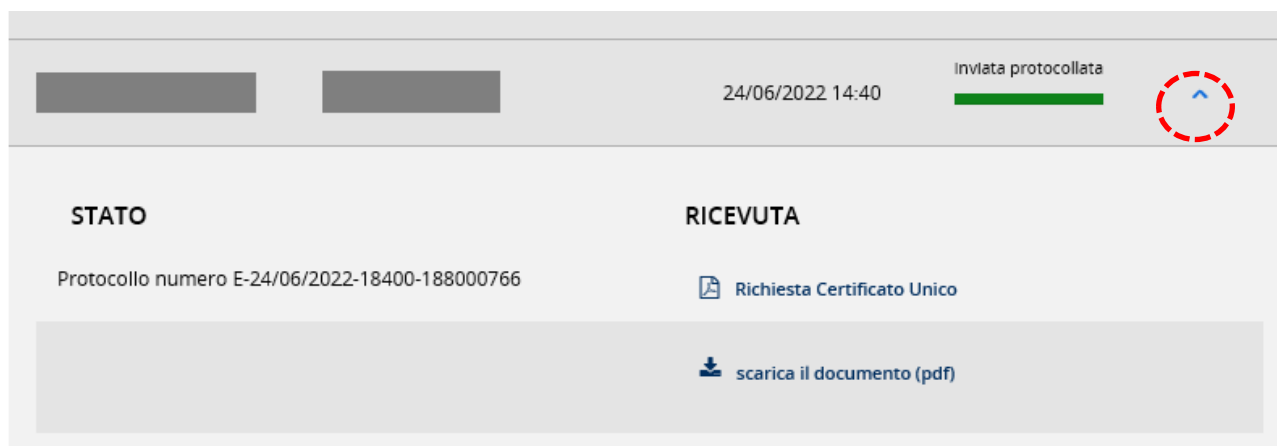 Inviata protocollata
24/06/2022 14:40
STATO
RICEVUTA
Protocollo numero E-24/06/2022-18400-188000766
Richiesta Certificato Unico
scarica il documento (pdf)